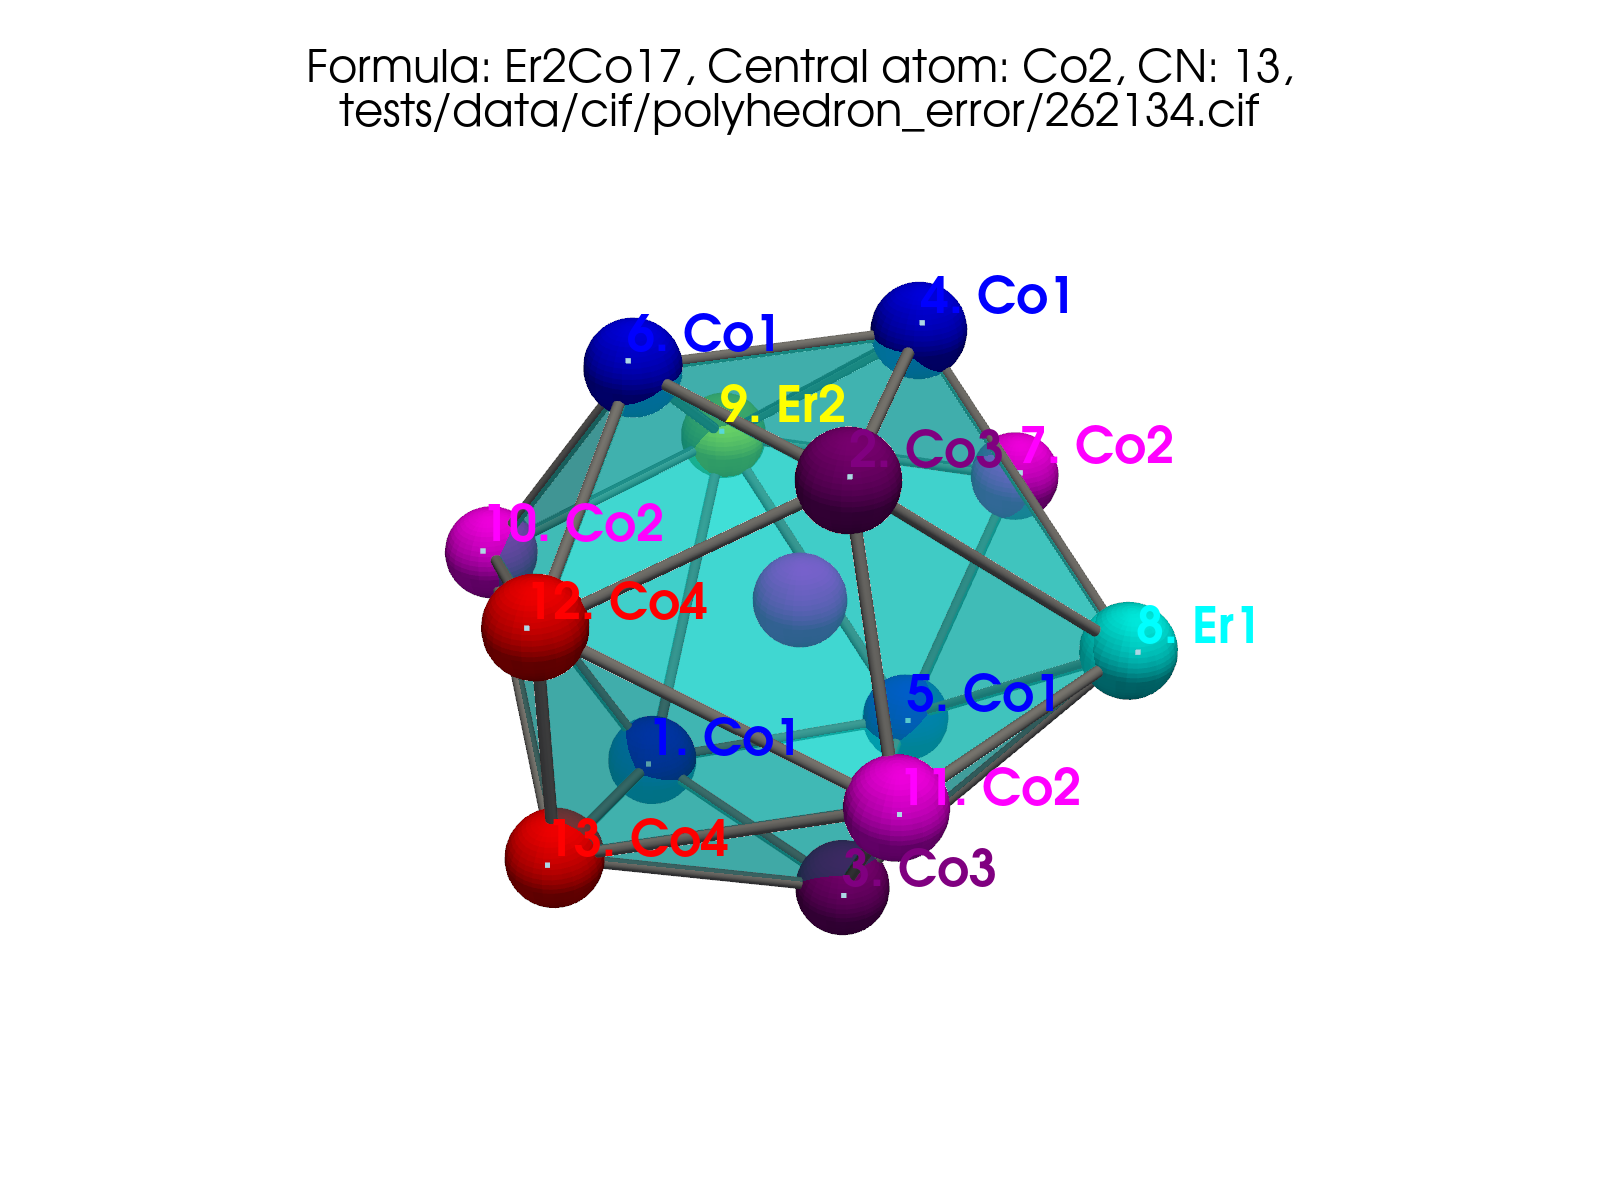 Formula: Er2Co17, Central atom: Co2, CN: 13,
tests/data/cif/polyhedron_error/262134.cif
4. Co1
6. Co1
9. Er2
2. Co3
7. Co2
10. Co2
12. Co4
8. Er1
5. Co1
1. Co1
11. Co2
13. Co4
3. Co3